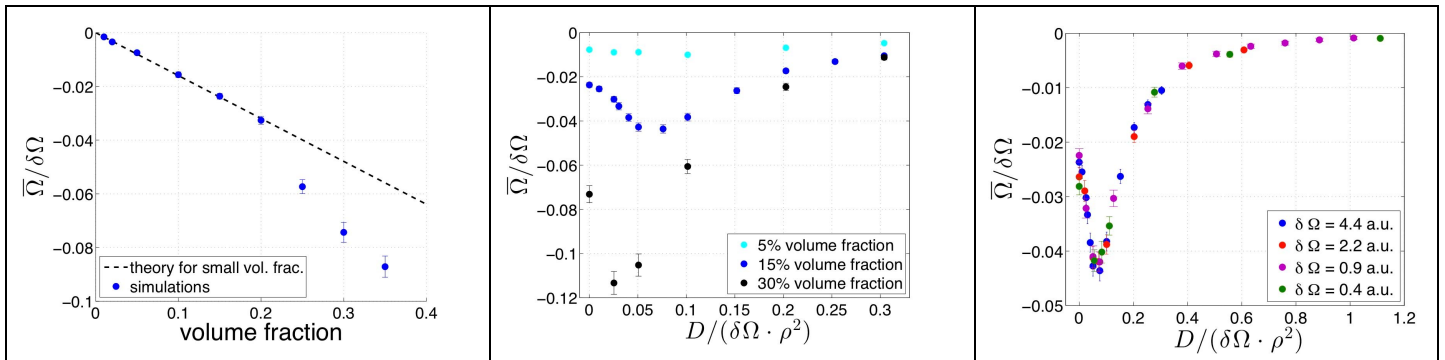 0
−0.02
−0.04
−0.06
−0.08
−0.1
Ω̅/δΩ
0 0.1 0.2 0.3 0.4
volume fraction
theory for small vol. frac.
simulations
0
−0.02
−0.04
−0.06
−0.08
−0.1
−0.12
Ω̅/δΩ
0 0.05 0.1 0.15 0.2 0.25 0.3
D/(δΩ · ρ²)
5% volume fraction
15% volume fraction
30% volume fraction
0
−0.01
−0.02
−0.03
−0.04
−0.05
Ω̅/δΩ
0 0.2 0.4 0.6 0.8 1 1.2
D/(δΩ · ρ²)
δ Ω = 4.4 a.u.
δ Ω = 2.2 a.u.
δ Ω = 0.9 a.u.
δ Ω = 0.4 a.u.